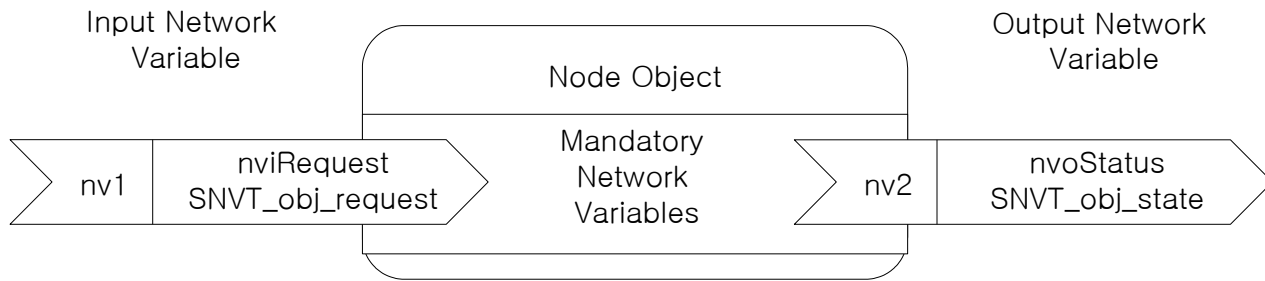 Input Network
Variable
Output Network
Variable
Node Object
Mandatory
Network
Variables
nv1
nviRequest
SNVT_obj_request
nv2
nvoStatus
SNVT_obj_state